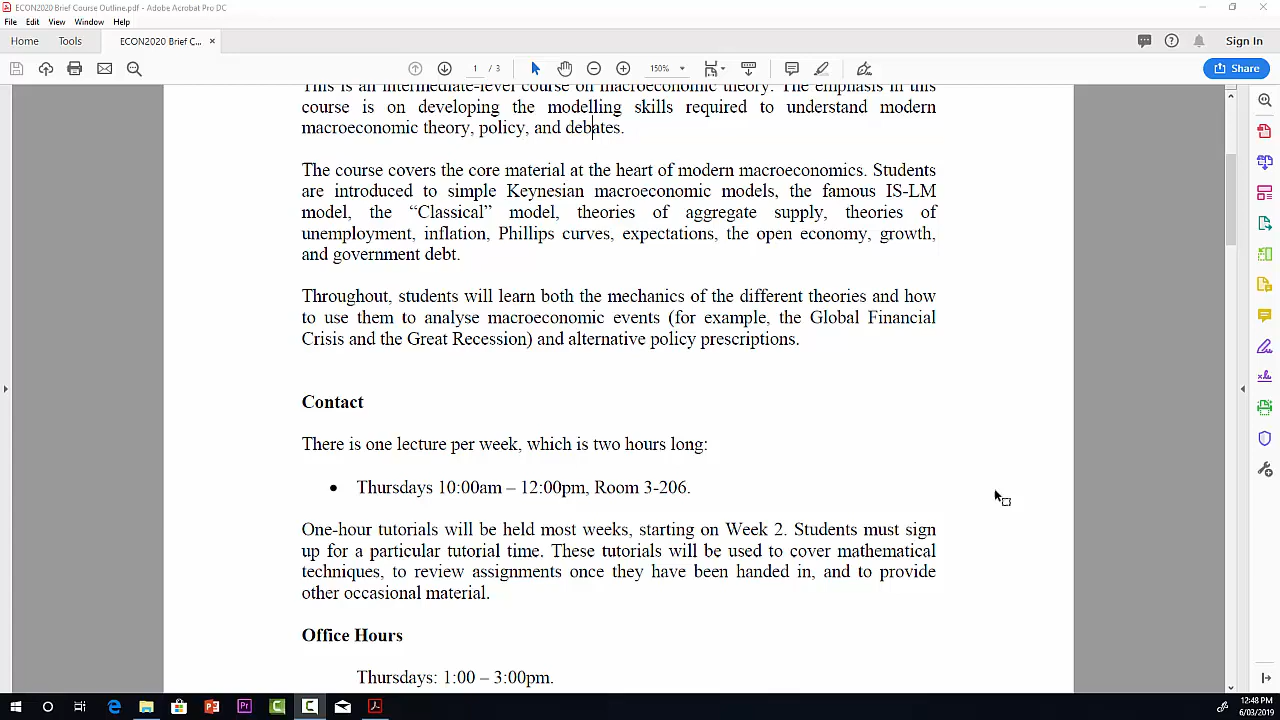 ECON2020 Brief Course Outline.pdf - Adobe Acrobat Pro DC
File Edit View Window Help
Home Tools ECON2020 Brief C... × Sign In
1 / 3 150% Share
This is an intermediate-level course on macroeconomic theory. The emphasis in this
course is on developing the modelling skills required to understand modern
macroeconomic theory, policy, and debates.
The course covers the core material at the heart of modern macroeconomics. Students
are introduced to simple Keynesian macroeconomic models, the famous IS-LM
model, the “Classical” model, theories of aggregate supply, theories of
unemployment, inflation, Phillips curves, expectations, the open economy, growth,
and government debt.
Throughout, students will learn both the mechanics of the different theories and how
to use them to analyse macroeconomic events (for example, the Global Financial
Crisis and the Great Recession) and alternative policy prescriptions.
Contact
There is one lecture per week, which is two hours long:
• Thursdays 10:00am – 12:00pm, Room 3-206.
One-hour tutorials will be held most weeks, starting on Week 2. Students must sign
up for a particular tutorial time. These tutorials will be used to cover mathematical
techniques, to review assignments once they have been handed in, and to provide
other occasional material.
Office Hours
Thursdays: 1:00 – 3:00pm.
12:48 PM
6/03/2019